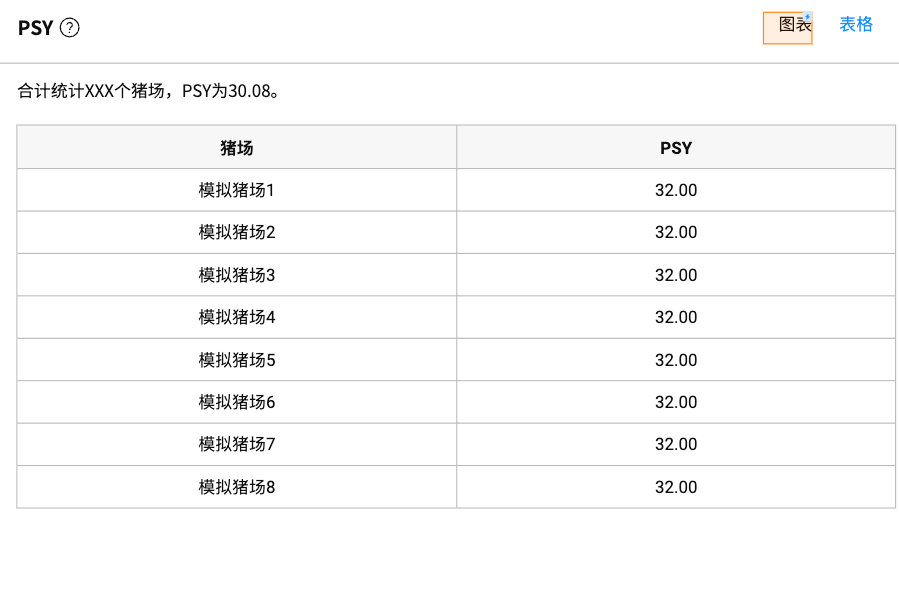 PSY ? 图表 表格
合计统计XXX个猪场，PSY为30.08。
猪场 PSY
模拟猪场1 32.00
模拟猪场2 32.00
模拟猪场3 32.00
模拟猪场4 32.00
模拟猪场5 32.00
模拟猪场6 32.00
模拟猪场7 32.00
模拟猪场8 32.00